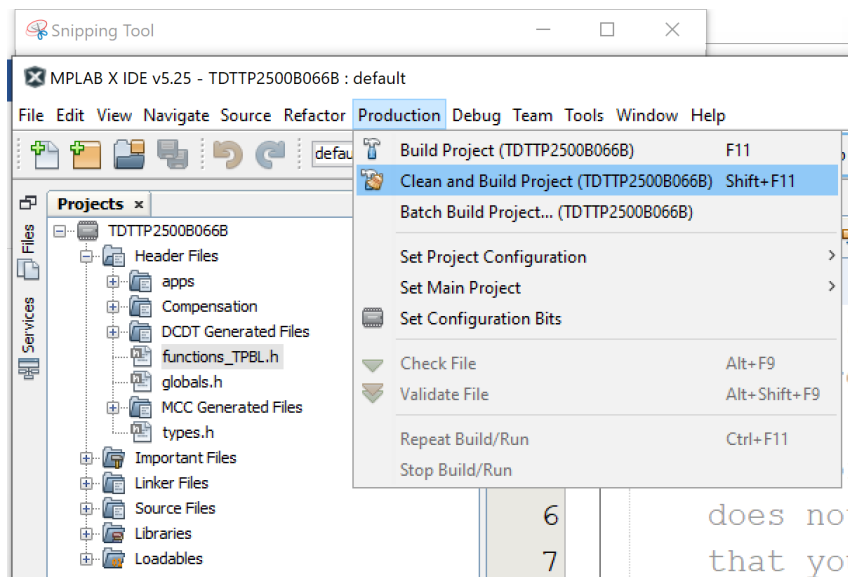 Snipping Tool
MPLAB X IDE v5.25 - TDTTP2500B066B : default
File Edit View Navigate Source Refactor Production Debug Team Tools Window Help
defau
Build Project (TDTTP2500B066B) F11
Clean and Build Project (TDTTP2500B066B) Shift+F11
Batch Build Project... (TDTTP2500B066B)
Set Project Configuration
Set Main Project
Set Configuration Bits
Check File Alt+F9
Validate File Alt+Shift+F9
Repeat Build/Run Ctrl+F11
Stop Build/Run
Files
Services
Projects
TDTTP2500B066B
Header Files
apps
Compensation
DCDT Generated Files
functions_TPBL.h
globals.h
MCC Generated Files
types.h
Important Files
Linker Files
Source Files
Libraries
Loadables
6 does no
7 that yo